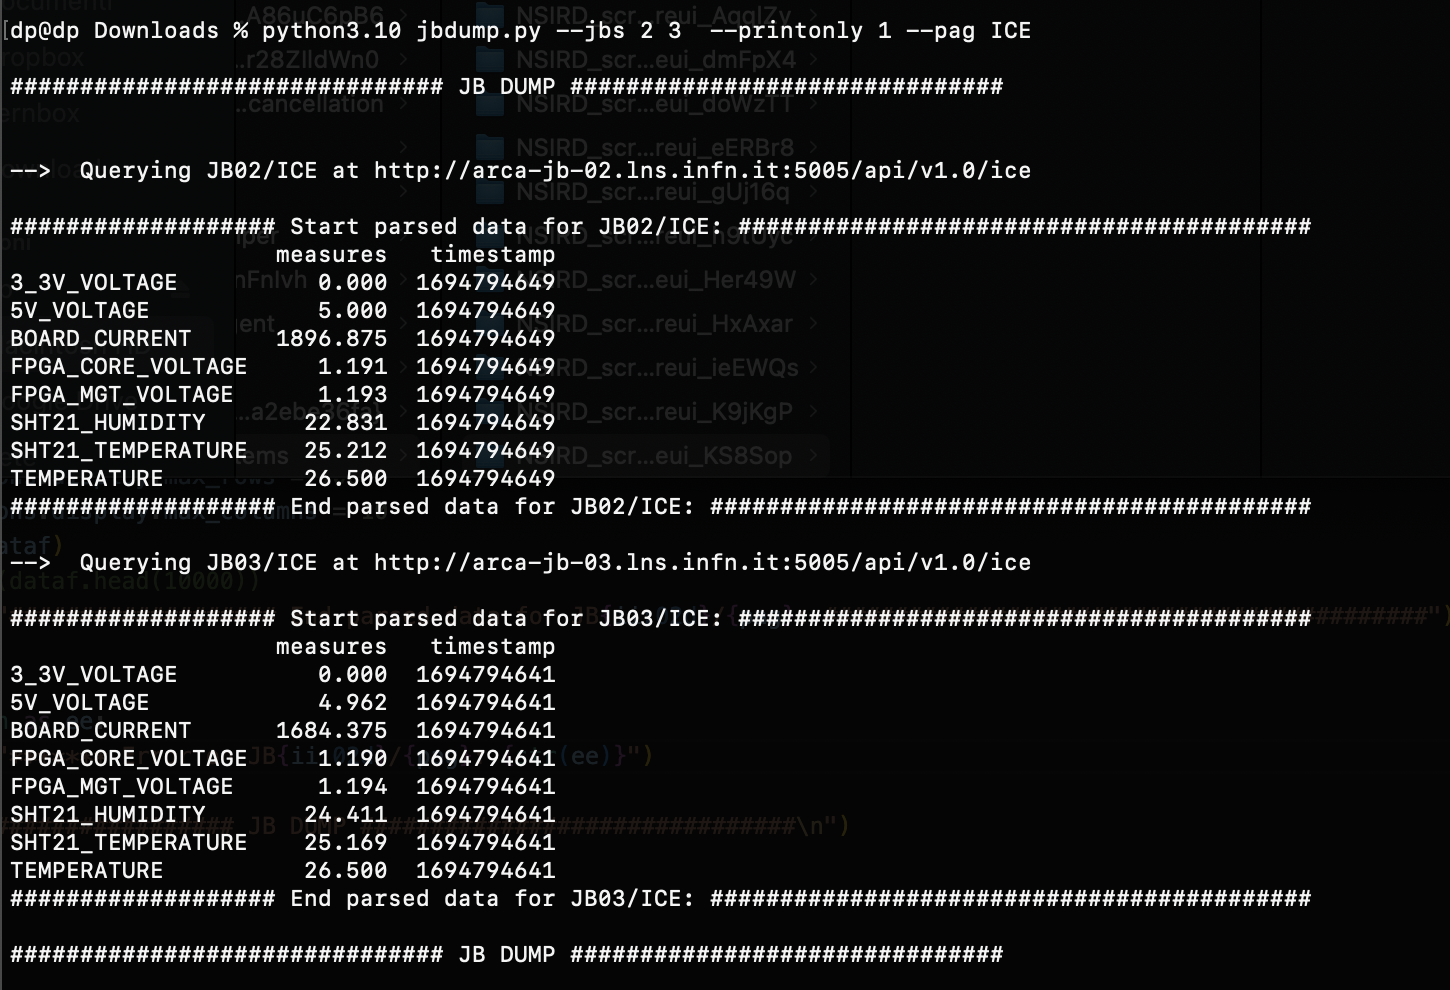 [dp@dp Downloads % python3.10 jbdump.py --jbs 2 3  --printonly 1 --pag ICE
############################### JB DUMP ###############################
-->  Querying JB02/ICE at http://arca-jb-02.lns.infn.it:5005/api/v1.0/ice
################### Start parsed data for JB02/ICE: #########################################
measures   timestamp
3_3V_VOLTAGE          0.000  1694794649
5V_VOLTAGE            5.000  1694794649
BOARD_CURRENT      1896.875  1694794649
FPGA_CORE_VOLTAGE     1.191  1694794649
FPGA_MGT_VOLTAGE      1.193  1694794649
SHT21_HUMIDITY       22.831  1694794649
SHT21_TEMPERATURE    25.212  1694794649
TEMPERATURE          26.500  1694794649
################### End parsed data for JB02/ICE: ###########################################
-->  Querying JB03/ICE at http://arca-jb-03.lns.infn.it:5005/api/v1.0/ice
################### Start parsed data for JB03/ICE: #########################################
measures   timestamp
3_3V_VOLTAGE          0.000  1694794641
5V_VOLTAGE            4.962  1694794641
BOARD_CURRENT      1684.375  1694794641
FPGA_CORE_VOLTAGE     1.190  1694794641
FPGA_MGT_VOLTAGE      1.194  1694794641
SHT21_HUMIDITY       24.411  1694794641
SHT21_TEMPERATURE    25.169  1694794641
TEMPERATURE          26.500  1694794641
################### End parsed data for JB03/ICE: ###########################################
############################### JB DUMP ###############################